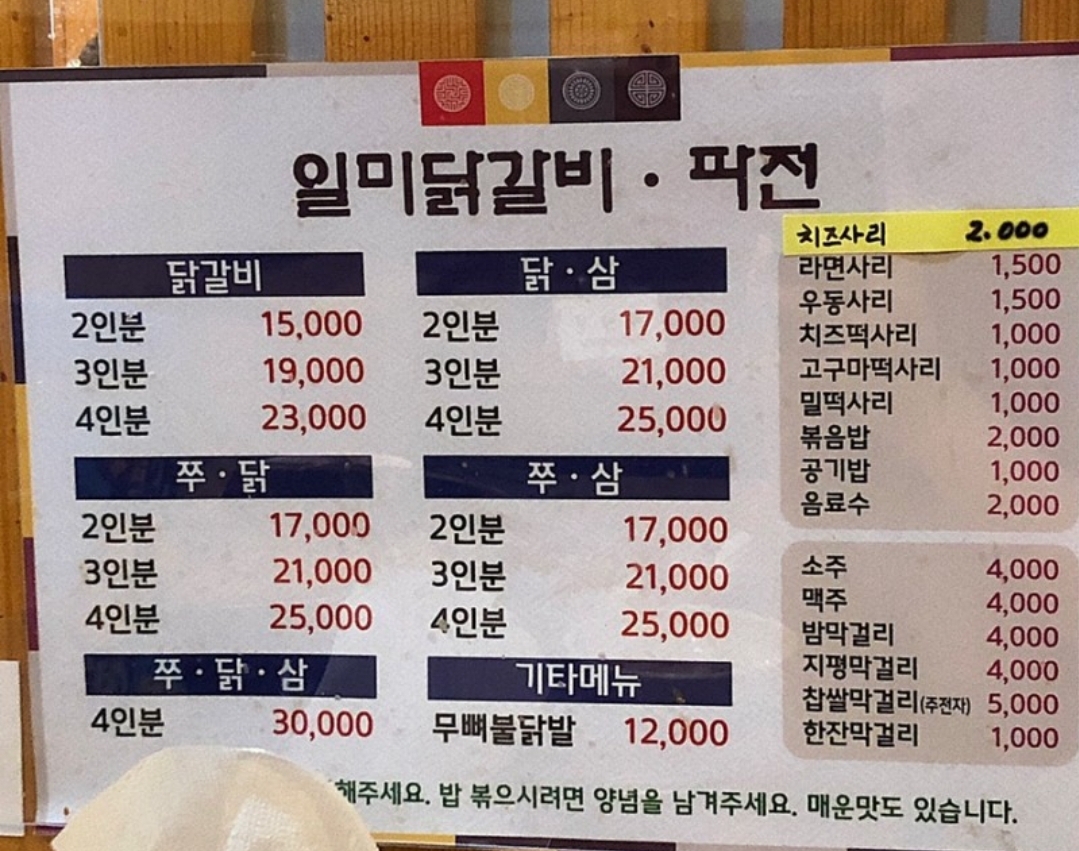 일미닭갈비 · 파전
닭갈비
2인분 15,000
3인분 19,000
4인분 23,000
닭 · 삼
2인분 17,000
3인분 21,000
4인분 25,000
쭈 · 닭
2인분 17,000
3인분 21,000
4인분 25,000
쭈 · 삼
2인분 17,000
3인분 21,000
4인분 25,000
쭈 · 닭 · 삼
4인분 30,000
기타메뉴
무뼈불닭발 12,000
치즈사리 2.000
라면사리 1,500
우동사리 1,500
치즈떡사리 1,000
고구마떡사리 1,000
밀떡사리 1,000
볶음밥 2,000
공기밥 1,000
음료수 2,000
소주 4,000
맥주 4,000
밤막걸리 4,000
지평막걸리 4,000
찹쌀막걸리(주전자) 5,000
한잔막걸리 1,000
해주세요. 밥 볶으시려면 양념을 남겨주세요. 매운맛도 있습니다.